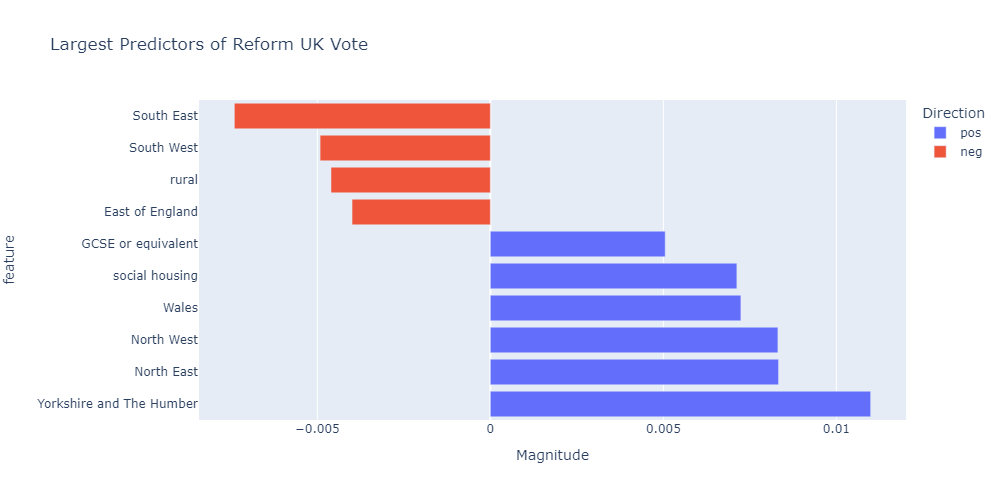 Largest Predictors of Reform UK Vote
South East
South West
rural
East of England
GCSE or equivalent
social housing
Wales
North West
North East
Yorkshire and The Humber
feature
−0.005
0
0.005
0.01
Magnitude
Direction
pos
neg